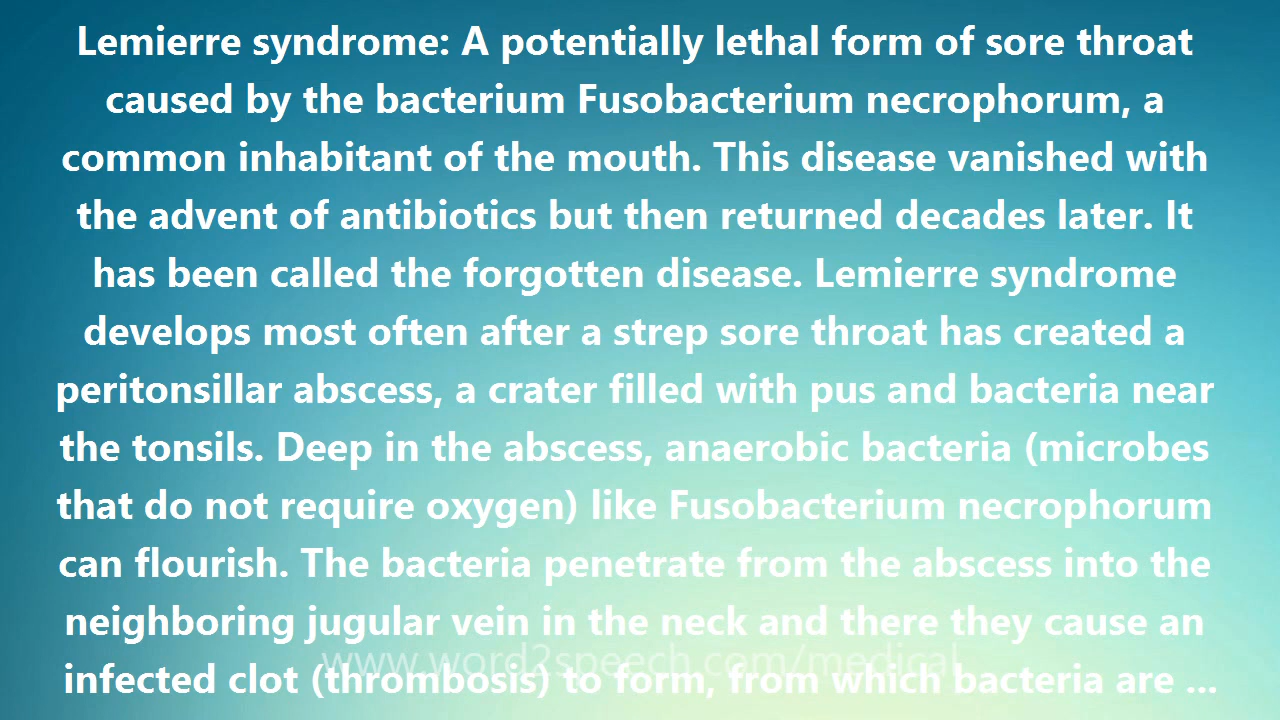 Lemierre syndrome: A potentially lethal form of sore throat
caused by the bacterium Fusobacterium necrophorum, a
common inhabitant of the mouth. This disease vanished with
the advent of antibiotics but then returned decades later. It
has been called the forgotten disease. Lemierre syndrome
develops most often after a strep sore throat has created a
peritonsillar abscess, a crater filled with pus and bacteria near
the tonsils. Deep in the abscess, anaerobic bacteria (microbes
that do not require oxygen) like Fusobacterium necrophorum
can flourish. The bacteria penetrate from the abscess into the
neighboring jugular vein in the neck and there they cause an
www.word2speech.com/medical
infected clot (thrombosis) to form, from which bacteria are ...